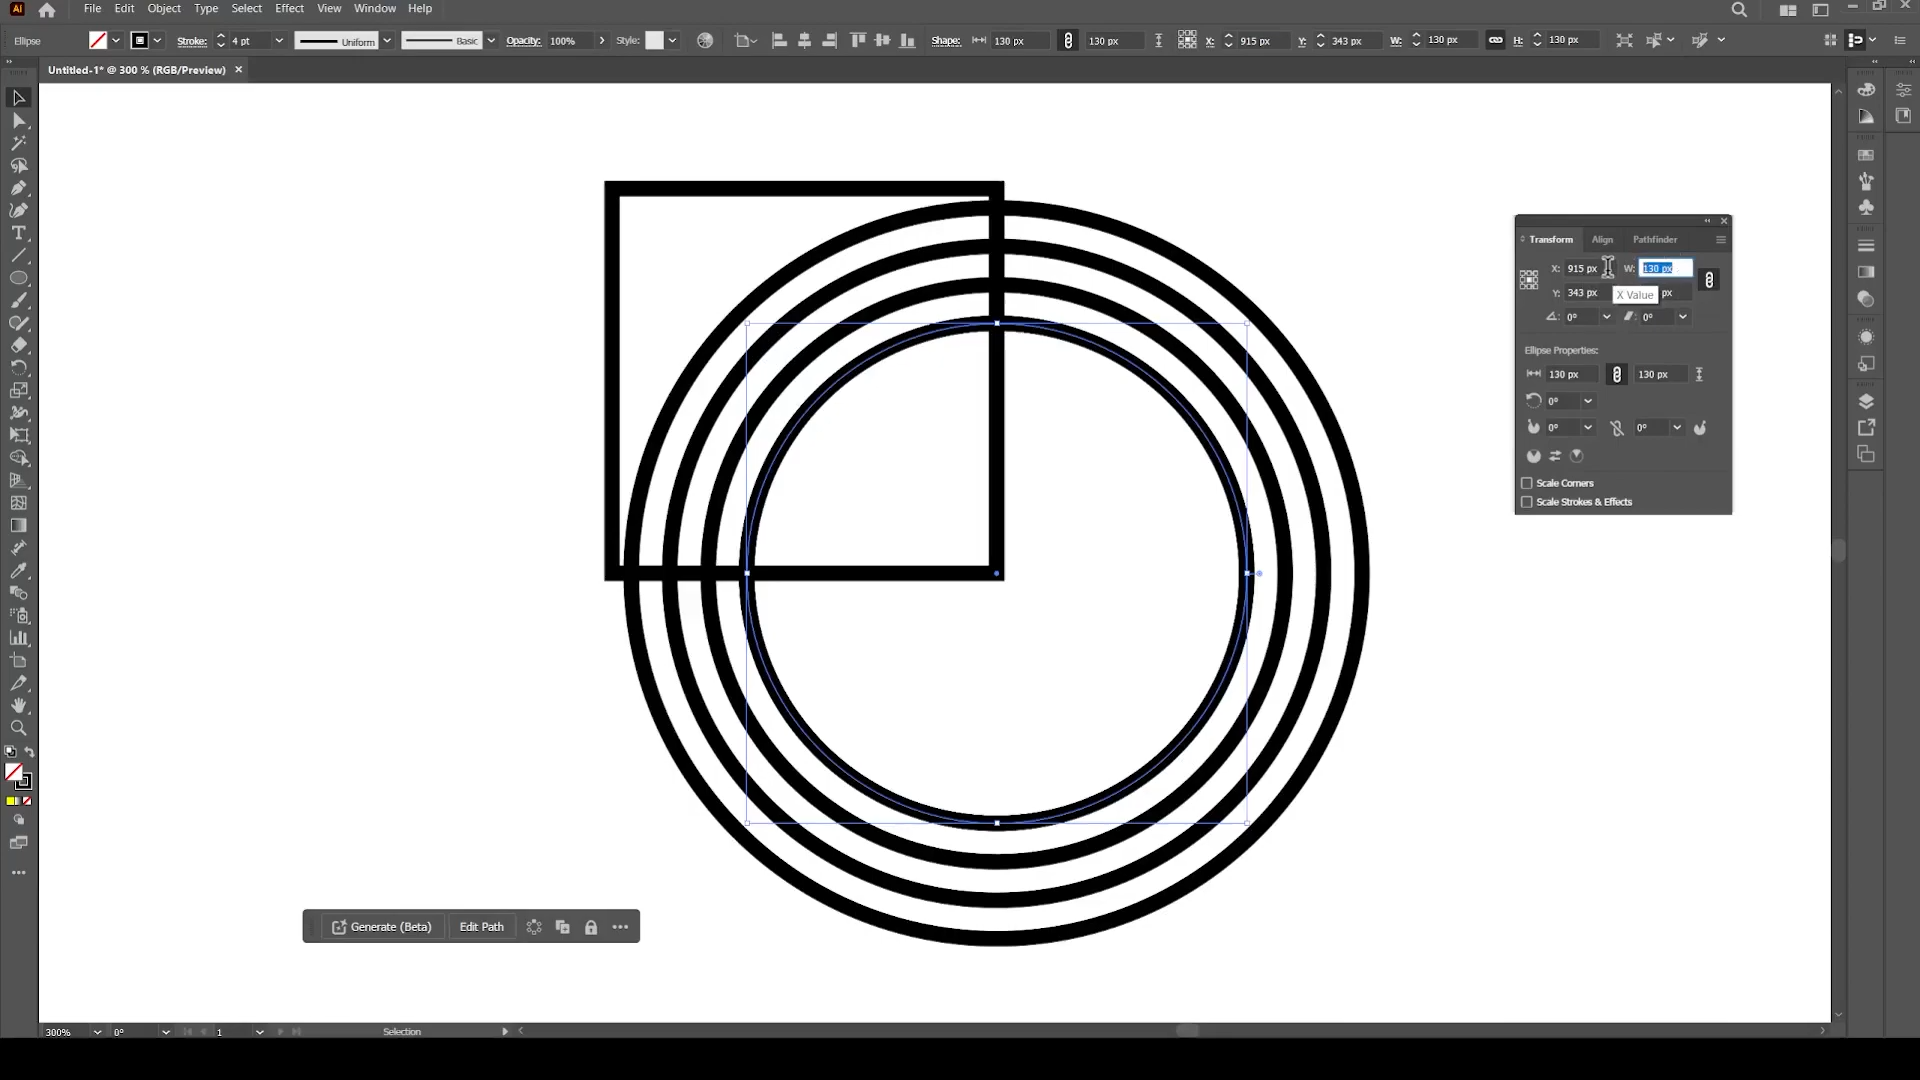 Ai File Edit Object Type Select Effect View Window Help
Ellipse Stroke: 4 pt Uniform Basic Opacity: 100% Style: Shape: 130 px 130 px X: 915 px Y: 343 px W: 130 px H: 130 px
Untitled-1* @ 300 % (RGB/Preview)
Transform Align Pathfinder
X: 915 px W: 130 px
Y: 343 px px
X Value
0° 0°
Ellipse Properties:
130 px 130 px
0°
0° 0°
Scale Corners
Scale Strokes & Effects
Generate (Beta) Edit Path
300% 0° 1 Selection